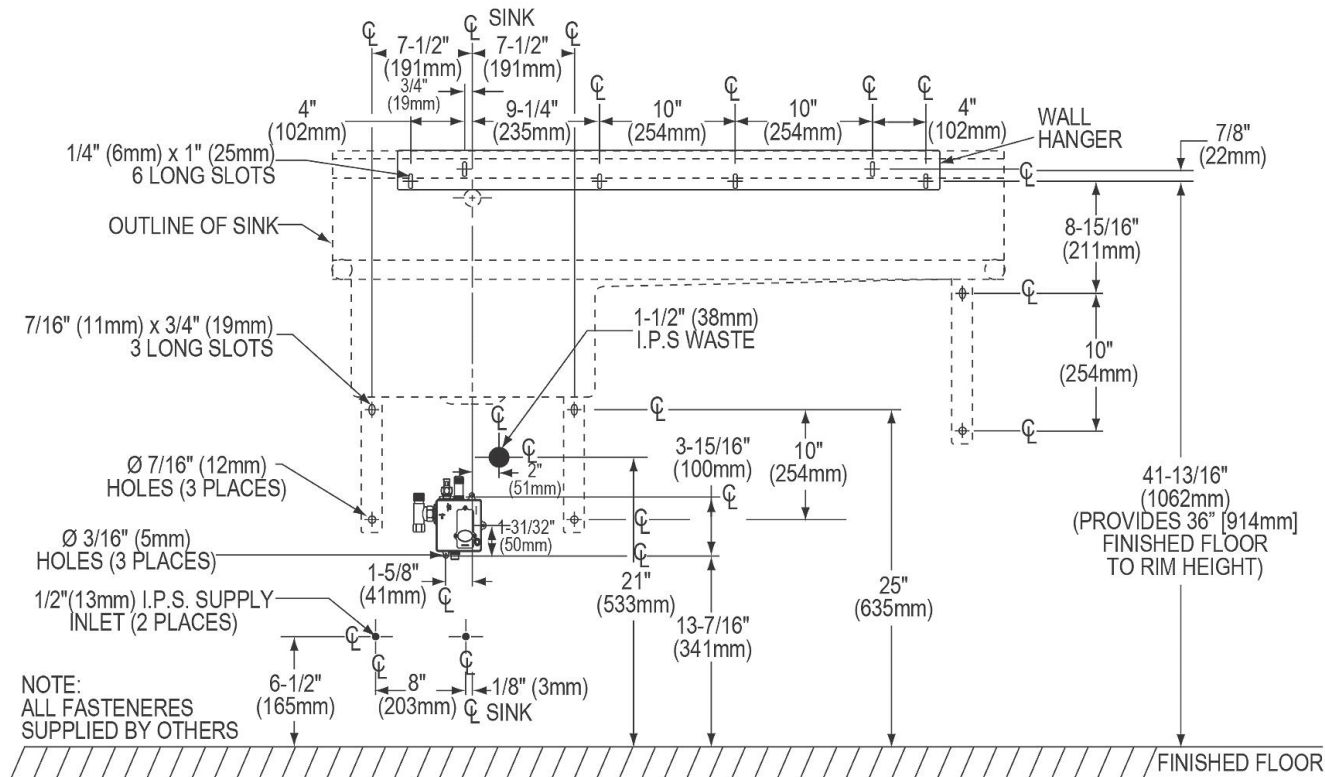 ℄ SINK
℄
7-1/2" 7-1/2"
(191mm) (191mm)
3/4"
(19mm)
℄ ℄ ℄ ℄
4"
(102mm)
9-1/4"
(235mm)
10"
(254mm)
10"
(254mm)
4"
(102mm)
WALL
HANGER
7/8"
(22mm)
1/4" (6mm) x 1" (25mm)
6 LONG SLOTS
℄
OUTLINE OF SINK
8-15/16"
(211mm)
℄
7/16" (11mm) x 3/4" (19mm)
3 LONG SLOTS
1-1/2" (38mm)
I.P.S WASTE
10"
(254mm)
℄
℄
℄
℄
2"
(51mm)
3-15/16"
(100mm)
10"
(254mm)
℄
Ø 7/16" (12mm)
HOLES (3 PLACES)
41-13/16"
(1062mm)
(PROVIDES 36” [914mm]
FINISHED FLOOR
TO RIM HEIGHT)
℄
1-31/32"
(50mm)
℄
Ø 3/16" (5mm)
HOLES (3 PLACES)
1-5/8"
(41mm)
℄
21"
(533mm)
25"
(635mm)
1/2"(13mm) I.P.S. SUPPLY
INLET (2 PLACES)
13-7/16"
(341mm)
℄
℄ ℄
6-1/2"
(165mm)
8"
(203mm)
1/8" (3mm)
℄ SINK
NOTE:
ALL FASTENERES
SUPPLIED BY OTHERS
FINISHED FLOOR